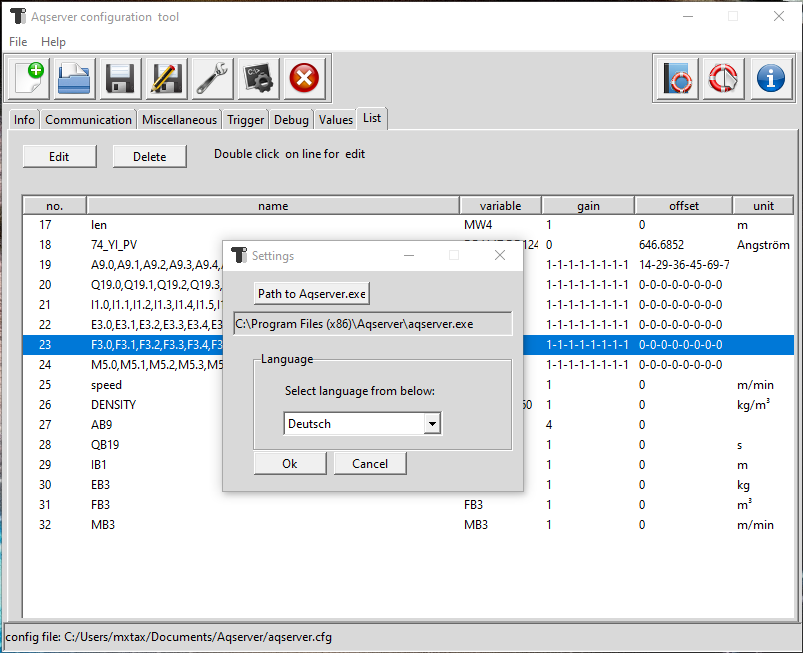 Aqserver configuration tool
File Help
Info Communication Miscellaneous Trigger Debug Values List
Edit Delete Double click on line for edit
no. name variable gain offset unit
17 len MW4 1 0 m
18 74_YI_PV 124 0 646.6852 Angström
Settings
19 A9.0,A9.1,A9.2,A9.3,A9.4, 1-1-1-1-1-1-1-1 14-29-36-45-69-7
20 Q19.0,Q19.1,Q19.2,Q19.3, 1-1-1-1-1-1-1-1 0-0-0-0-0-0-0-0
Path to Aqserver.exe
21 I1.0,I1.1,I1.2,I1.3,I1.4,I1.5,I1 1-1-1-1-1-1-1-1 0-0-0-0-0-0-0-0
22 E3.0,E3.1,E3.2,E3.3,E3.4,E3 1-1-1-1-1-1-1-1 0-0-0-0-0-0-0-0
C:\Program Files (x86)\Aqserver\aqserver.exe
23 F3.0,F3.1,F3.2,F3.3,F3.4,F3 1-1-1-1-1-1-1-1 0-0-0-0-0-0-0-0
Language
24 M5.0,M5.1,M5.2,M5.3,M5 1-1-1-1-1-1-1-1 0-0-0-0-0-0-0-0
25 speed 1 0 m/min
Select language from below:
26 DENSITY 60 1 0 kg/m³
27 AB9 4 0
Deutsch
28 QB19 1 0 s
29 IB1 1 0 m
Ok Cancel
30 EB3 1 0 kg
31 FB3 FB3 1 0 m³
32 MB3 MB3 1 0 m/min
config file: C:/Users/mxtax/Documents/Aqserver/aqserver.cfg